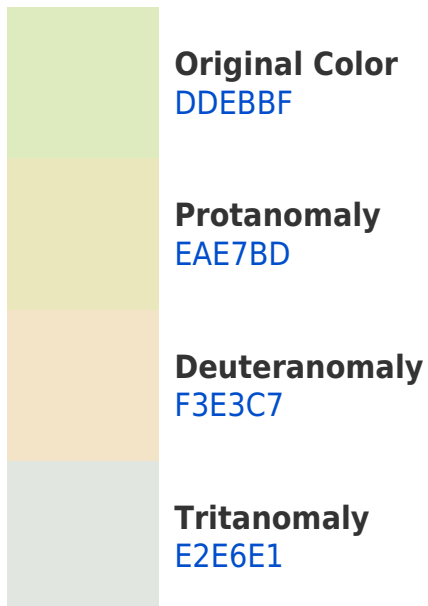 Original Color
DDEBBF
Protanomaly
EAE7BD
Deuteranomaly
F3E3C7
Tritanomaly
E2E6E1